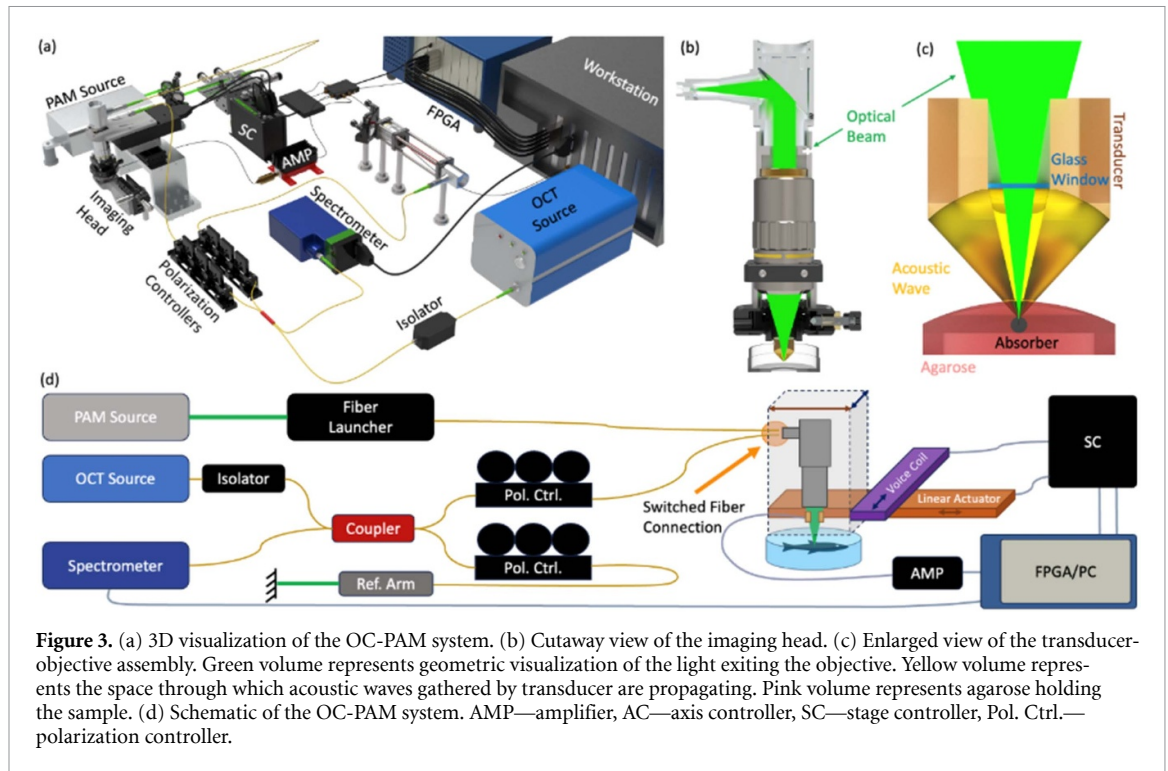 (a)
PAM Source
SC
AMP
FPGA
Workstation
Imaging
Head
Spectrometer
OCT
Source
Polarization
Controllers
Isolator
(b)
Optical
Beam
(c)
Transducer
Glass
Window
Acoustic
Wave
Absorber
Agarose
(d)
PAM Source
Fiber
Launcher
OCT Source
Isolator
Pol. Ctrl.
Coupler
Spectrometer
Pol. Ctrl.
Ref. Arm
Switched Fiber
Connection
Voice Coil
Linear Actuator
SC
AMP
FPGA/PC
Figure 3. (a) 3D visualization of the OC-PAM system. (b) Cutaway view of the imaging head. (c) Enlarged view of the transducer-
objective assembly. Green volume represents geometric visualization of the light exiting the objective. Yellow volume repres-
ents the space through which acoustic waves gathered by transducer are propagating. Pink volume represents agarose holding
the sample. (d) Schematic of the OC-PAM system. AMP—amplifier, AC—axis controller, SC—stage controller, Pol. Ctrl.—
polarization controller.